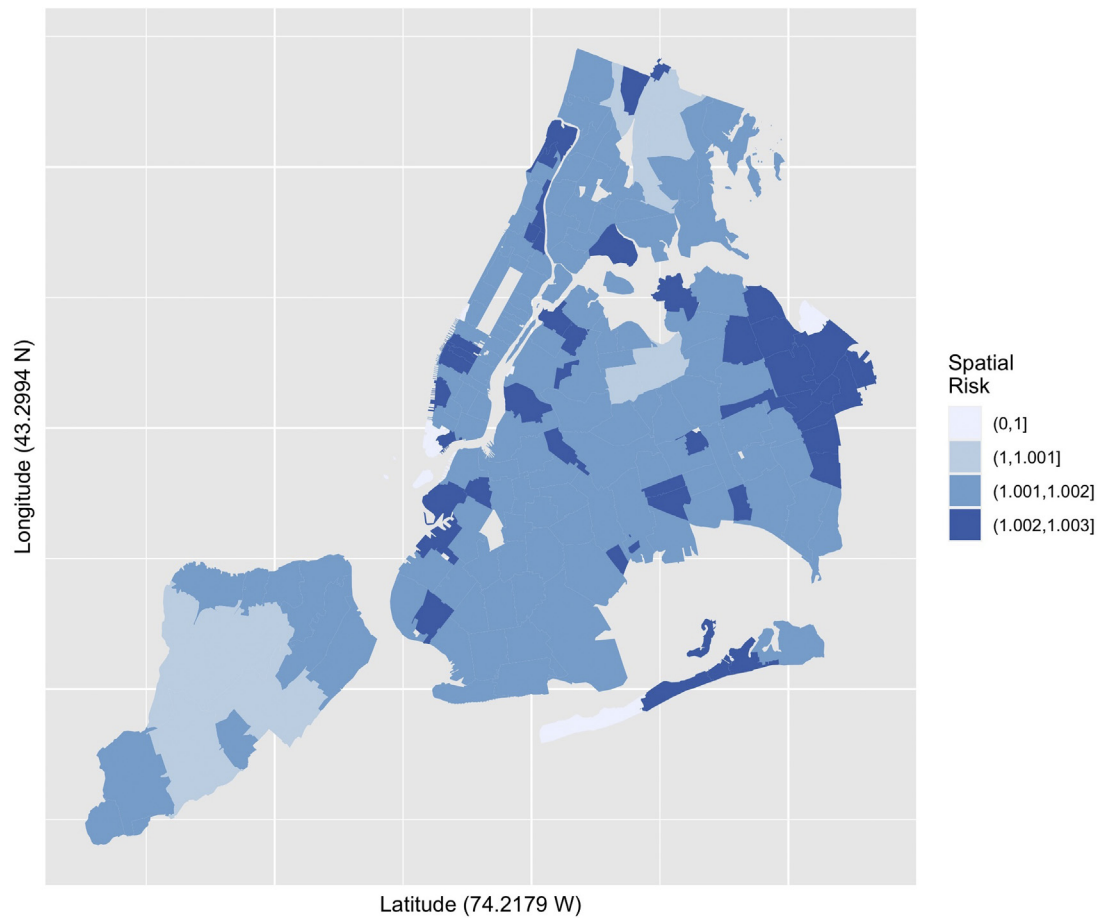 Longitude (43.2994 N)
Spatial
Risk
(0,1]
(1,1.001]
(1.001,1.002]
(1.002,1.003]
Latitude (74.2179 W)